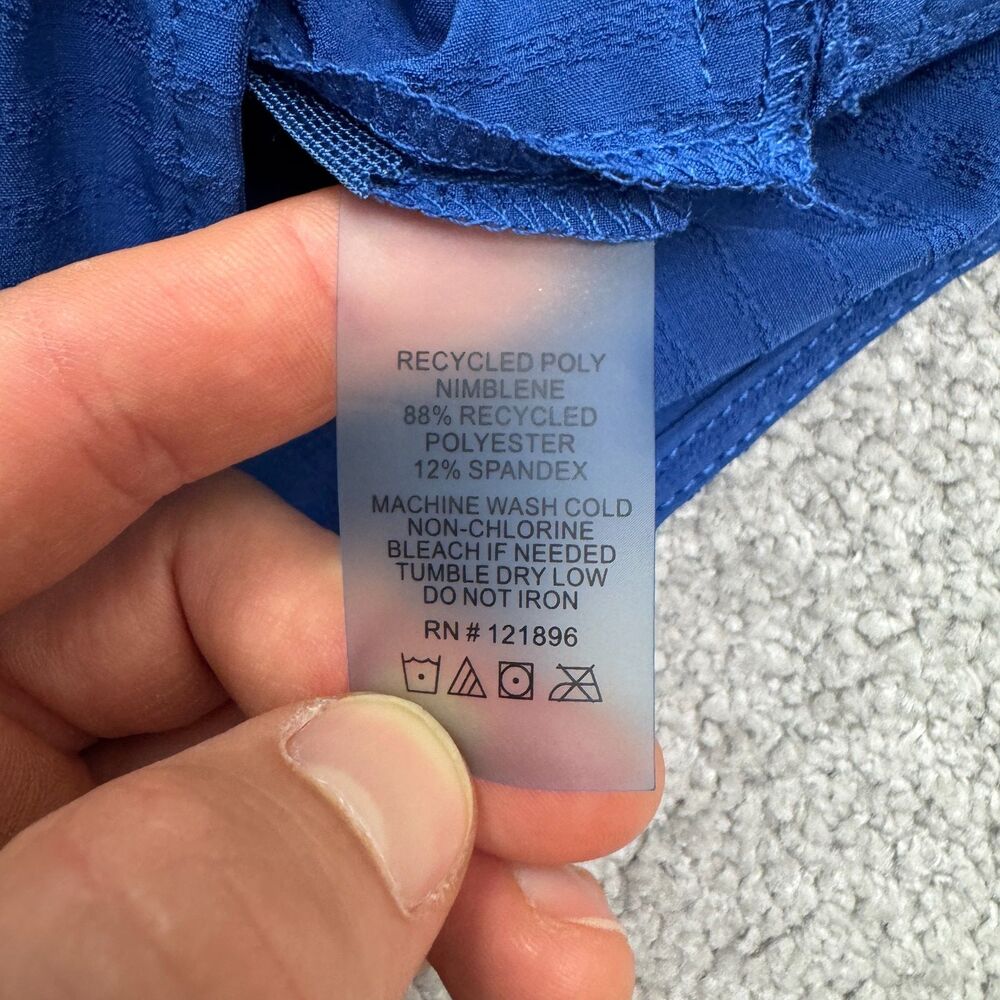 RECYCLED POLY
NIMBLENE
88% RECYCLED
POLYESTER
12% SPANDEX
MACHINE WASH COLD
NON-CHLORINE
BLEACH IF NEEDED
TUMBLE DRY LOW
DO NOT IRON
RN # 121896